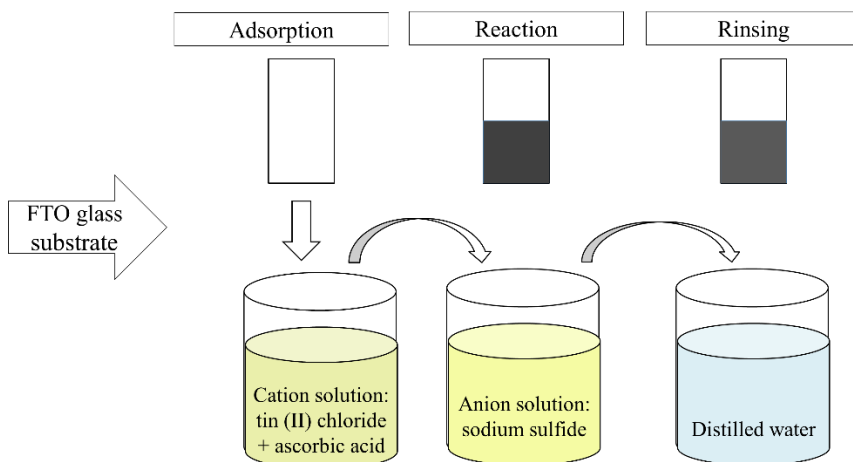 Adsorption
Reaction
Rinsing
FTO glass
substrate
Cation solution:
tin (II) chloride
+ ascorbic acid
Anion solution:
sodium sulfide
Distilled water